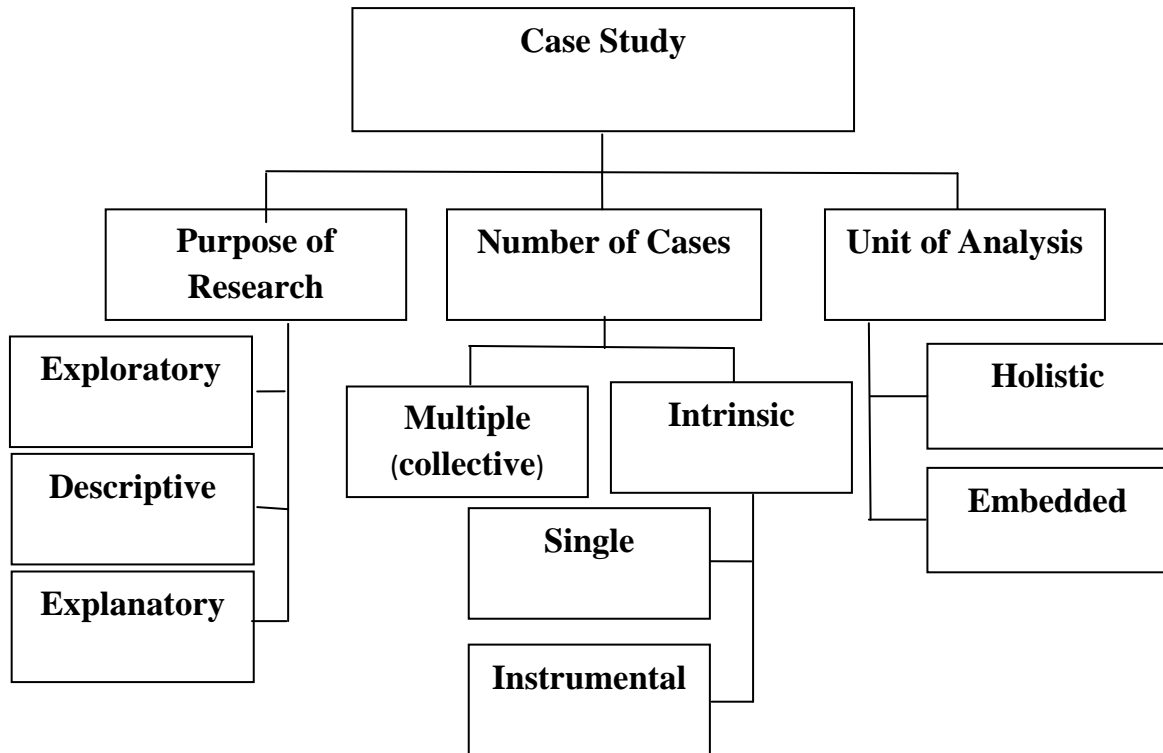 Case Study
Purpose of
Research
Number of Cases
Unit of Analysis
Exploratory
Descriptive
Explanatory
Multiple
(collective)
Intrinsic
Single
Instrumental
Holistic
Embedded